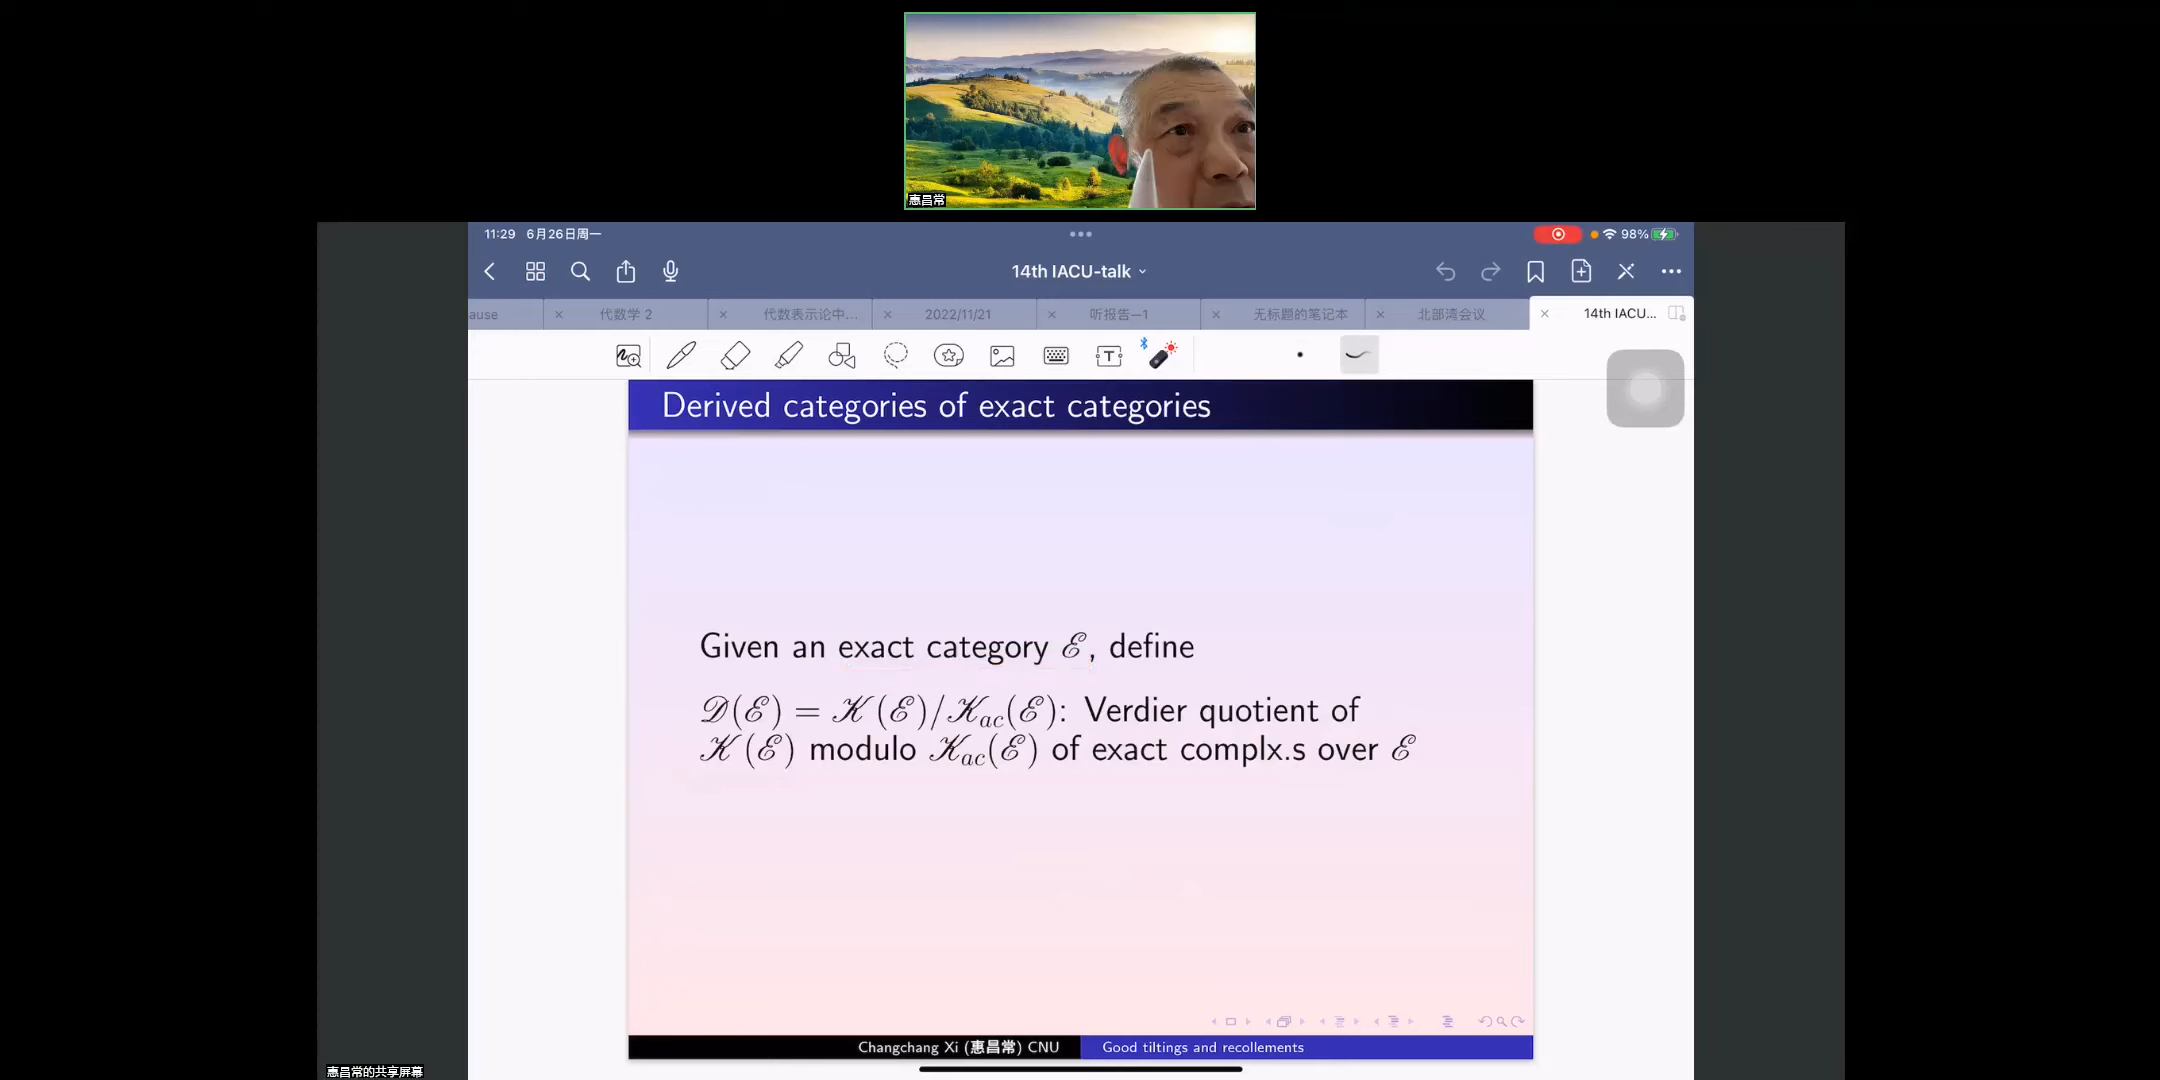 惠昌常
11:29 6月26日周一
98%
14th IACU-talk
ause
代数学 2
代数表示论中...
2022/11/21
听报告—1
无标题的笔记本
北部湾会议
14th IACU...
Derived categories of exact categories
Given an exact category ℰ, define
𝒟(ℰ) = 𝒦(ℰ)/𝒦ac(ℰ): Verdier quotient of
𝒦(ℰ) modulo 𝒦ac(ℰ) of exact complx.s over ℰ
Changchang Xi (惠昌常) CNU
Good tiltings and recollements
惠昌常的共享屏幕